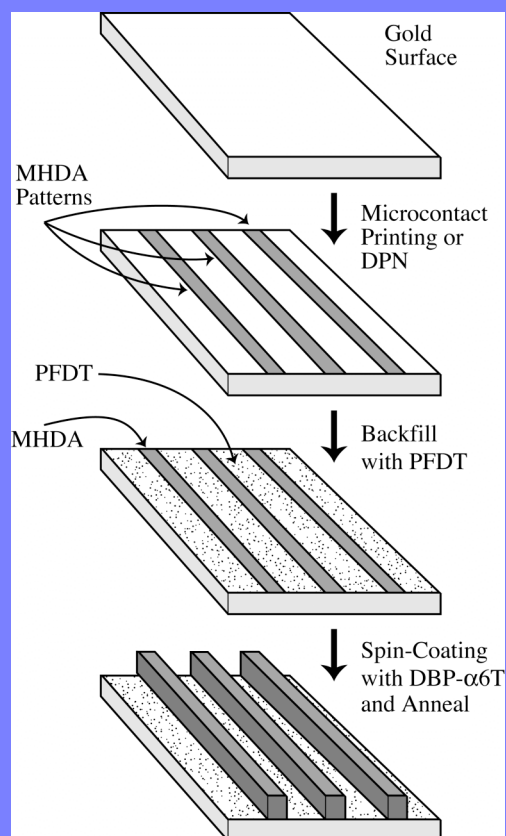 Gold
Surface
MHDA
Patterns
Microcontact
Printing or
DPN
PFDT
MHDA
Backfill
with PFDT
Spin-Coating
with DBP-α6T
and Anneal